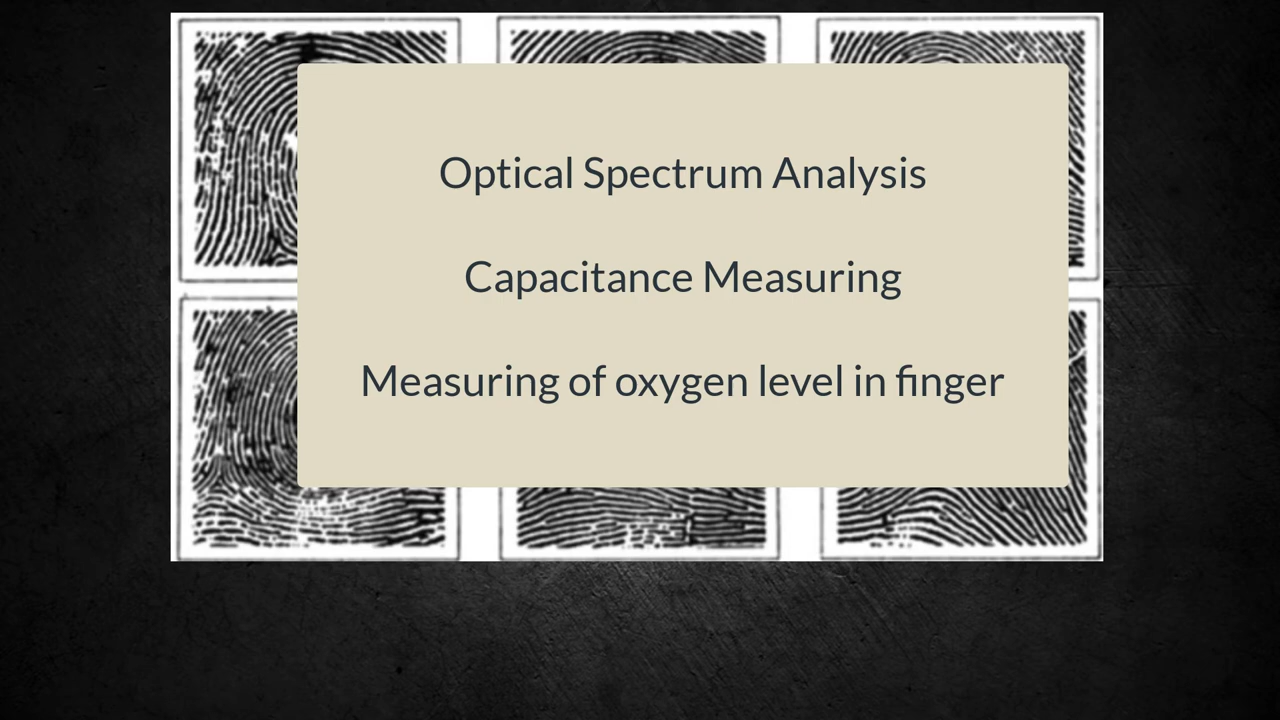 Optical Spectrum Analysis
Capacitance Measuring
Measuring of oxygen level in finger